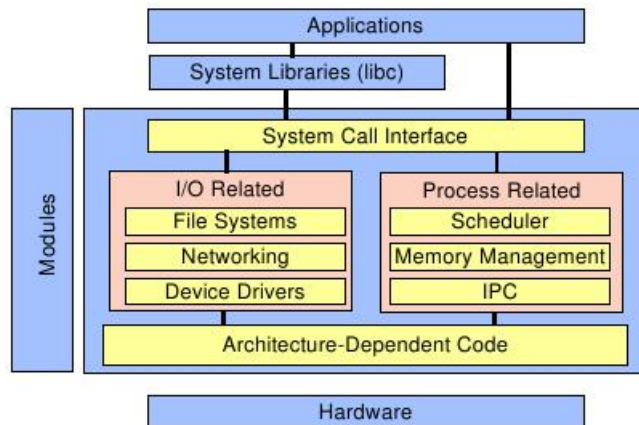 Applications
System Libraries (libc)
Modules
System Call Interface
I/O Related
File Systems
Networking
Device Drivers
Process Related
Scheduler
Memory Management
IPC
Architecture-Dependent Code
Hardware